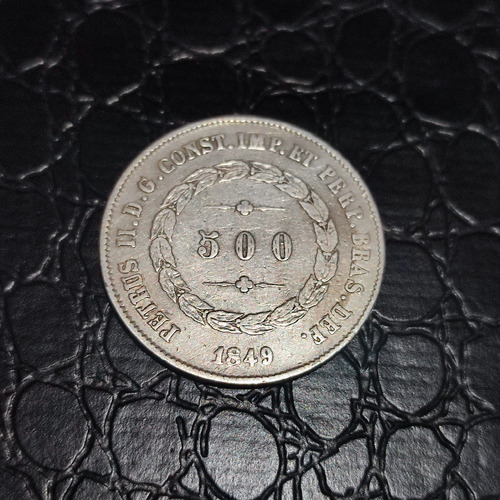 PETRUS II. D. G. CONST. IMP. ET PERP. BRAS. DEF.
500
1849